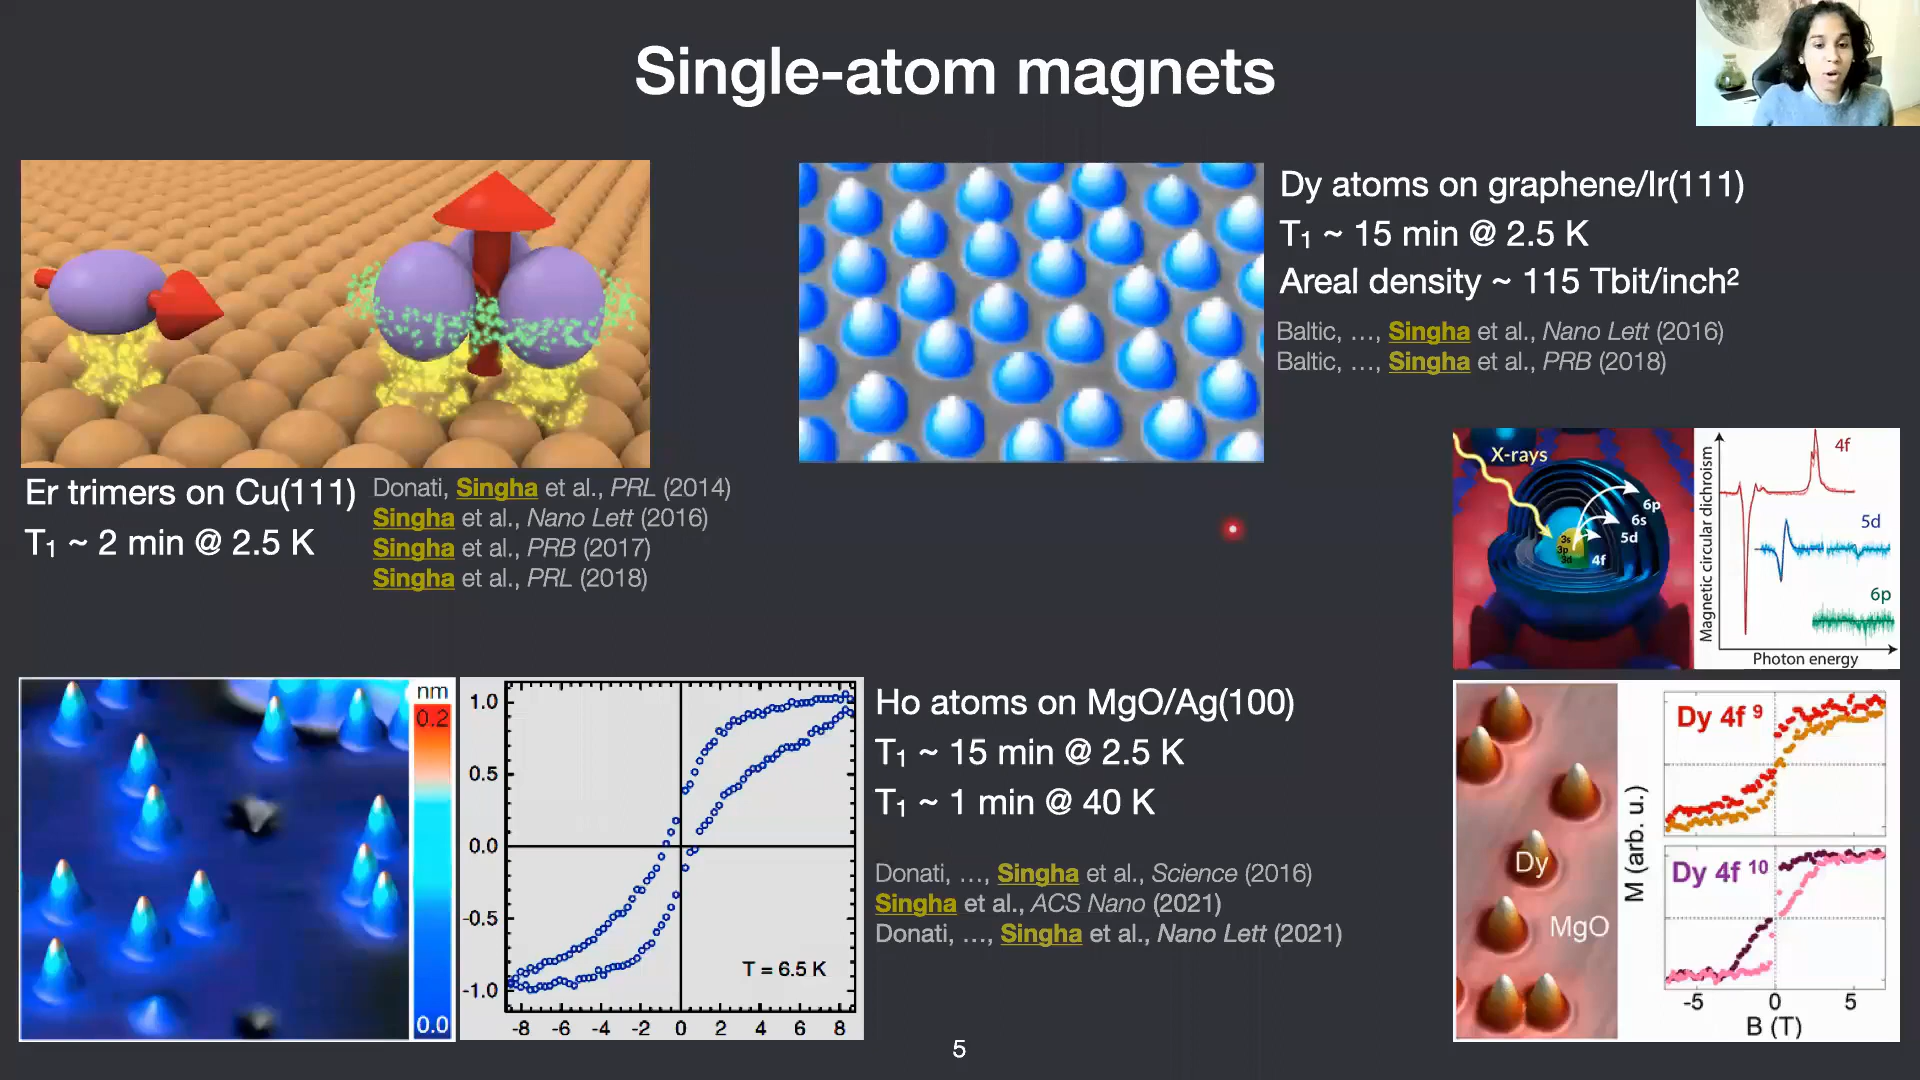 Single-atom magnets
Er trimers on Cu(111)
T₁ ~ 2 min @ 2.5 K
Donati, Singha et al., PRL (2014)
Singha et al., Nano Lett (2016)
Singha et al., PRB (2017)
Singha et al., PRL (2018)
Dy atoms on graphene/Ir(111)
T₁ ~ 15 min @ 2.5 K
Areal density ~ 115 Tbit/inch²
Baltic, …, Singha et al., Nano Lett (2016)
Baltic, …, Singha et al., PRB (2018)
X-rays
6p
6s
5d
4f
3s
3p
3d
Magnetic circular dichroism
4f
5d
6p
Photon energy
nm
0.2
0.0
1.0
0.5
0.0
-0.5
-1.0
T = 6.5 K
-8 -6 -4 -2 0 2 4 6 8
Ho atoms on MgO/Ag(100)
T₁ ~ 15 min @ 2.5 K
T₁ ~ 1 min @ 40 K
Donati, …, Singha et al., Science (2016)
Singha et al., ACS Nano (2021)
Donati, …, Singha et al., Nano Lett (2021)
Dy
MgO
M (arb. u.)
Dy 4f ⁹
Dy 4f ¹⁰
-5 0 5
B (T)
5